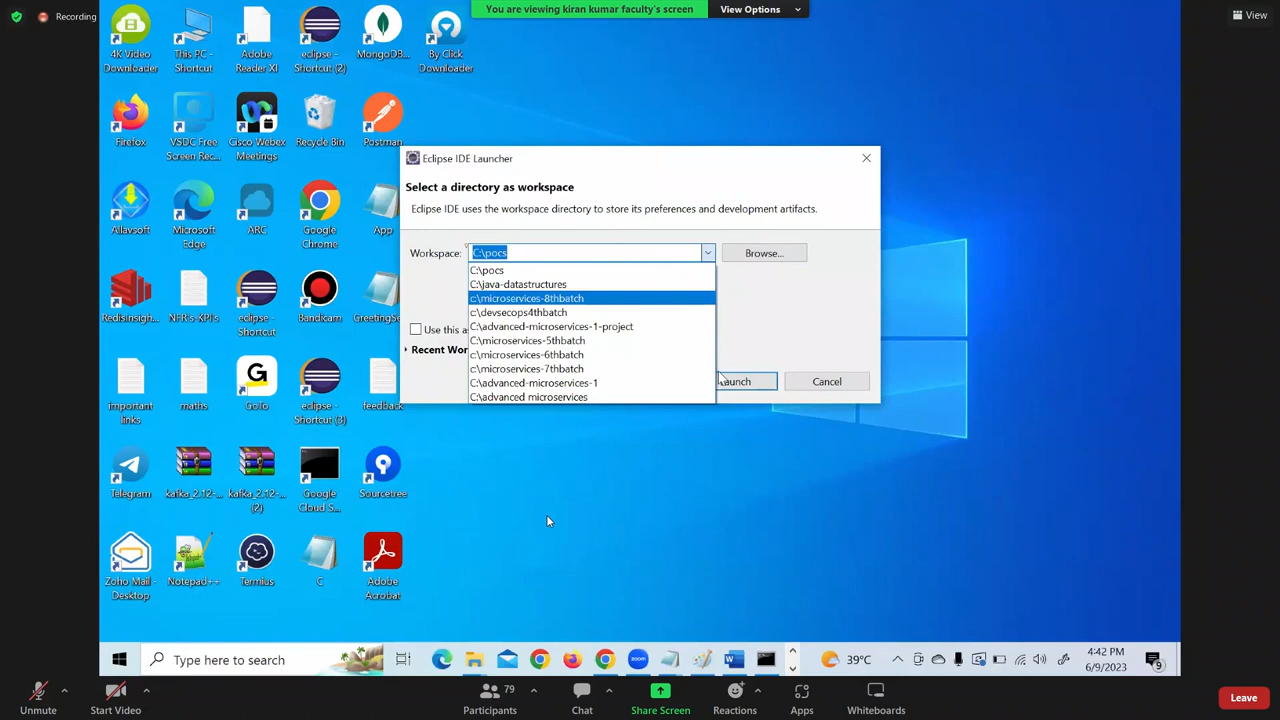 Recording
You are viewing kiran kumar faculty's screen
View Options
View
4K Video
Downloader
This PC -
Shortcut
Adobe
Reader XI
eclipse -
Shortcut (2)
MongoDB...
By Click
Downloader
Firefox
VSDC Free
Screen Rec...
Cisco Webex
Meetings
Recycle Bin
Postman
Allavsoft
Microsoft
Edge
ARC
Google
Chrome
App
RedisInsigh...
NFR's-KPI's
eclipse -
Shortcut
Bandicam
GreetingSe
important
links
maths
GoTo
eclipse -
Shortcut (3)
feedback
Telegram
kafka_2.12-...
kafka_2.12-...
(2)
Google
Cloud S...
Sourcetree
Zoho Mail -
Desktop
Notepad++
Termius
C
Adobe
Acrobat
Eclipse IDE Launcher
Select a directory as workspace
Eclipse IDE uses the workspace directory to store its preferences and development artifacts.
Workspace:
C:\pocs
Browse...
C:\pocs
C:\java-datastructures
c:\microservices-8thbatch
c:\devsecops4thbatch
C:\advanced-microservices-1-project
C:\microservices-5thbatch
c:\microservices-6thbatch
c:\microservices-7thbatch
C:\advanced-microservices-1
C:\advanced microservices
Use this a
Recent Wor
aunch
Cancel
Type here to search
zoom
39°C
4:42 PM
6/9/2023
9
Unmute
Start Video
79
Participants
Chat
Share Screen
Reactions
Apps
Whiteboards
Leave